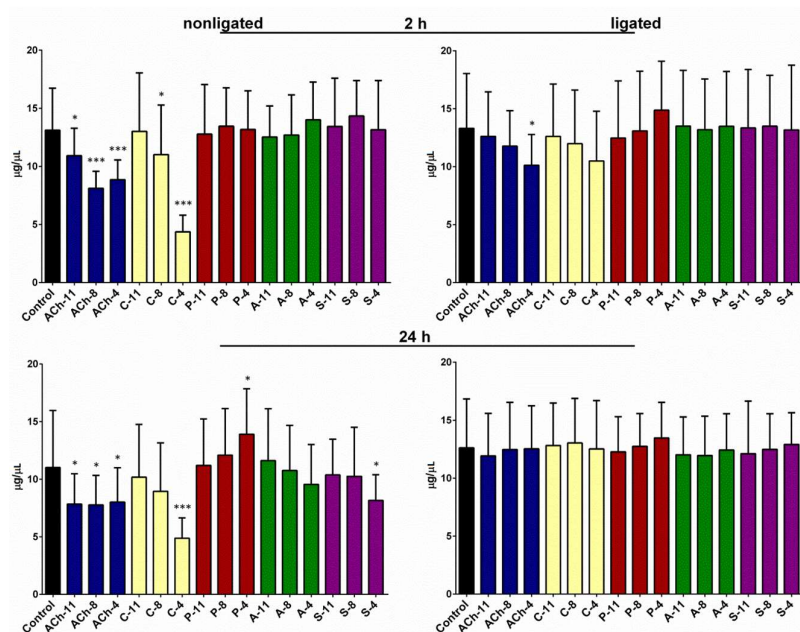 nonligated 2 h ligated
20
15
10
5
0
µg/µL
* *** *** * ***
Control ACh-11 ACh-8 ACh-4 C-11 C-8 C-4 P-11 P-8 P-4 A-11 A-8 A-4 S-11 S-8 S-4
20
15
10
5
0
µg/µL
*
Control ACh-11 ACh-8 ACh-4 C-11 C-8 C-4 P-11 P-8 P-4 A-11 A-8 A-4 S-11 S-8 S-4
24 h
20
15
10
5
0
µg/µL
* * * *** * *
Control ACh-11 ACh-8 ACh-4 C-11 C-8 C-4 P-11 P-8 P-4 A-11 A-8 A-4 S-11 S-8 S-4
20
15
10
5
0
µg/µL
Control ACh-11 ACh-8 ACh-4 C-11 C-8 C-4 P-11 P-8 P-4 A-11 A-8 A-4 S-11 S-8 S-4